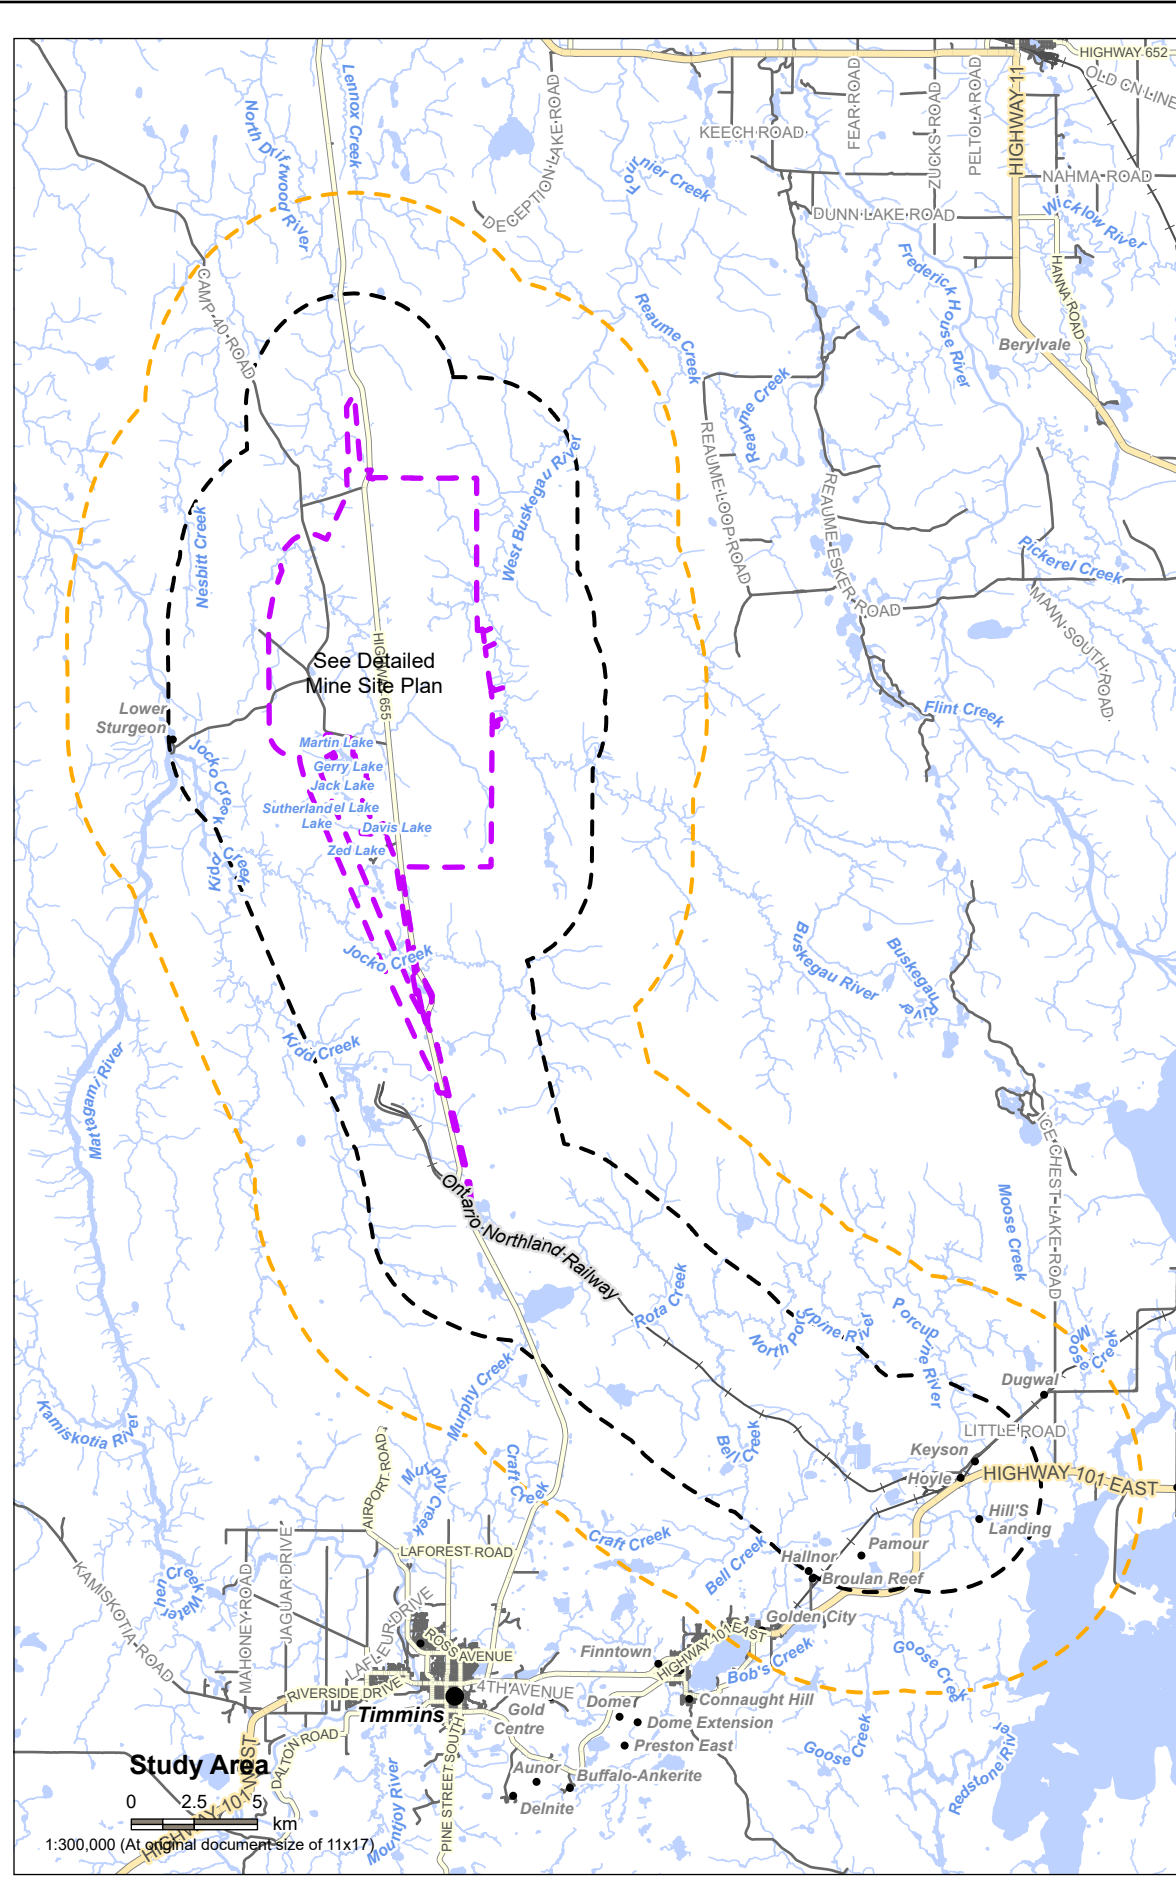 HIGHWAY 652
OLD CN LINE
Lennox Creek
North Driftwood River
DECEPTION LAKE ROAD
KEECH ROAD
FEAR ROAD
ZUCKS ROAD
PELTOLA ROAD
HIGHWAY 11
NAHMA ROAD
Fournier Creek
DUNN LAKE ROAD
Wicklow River
HANNA ROAD
Frederick House River
CAMP 40 ROAD
Reaume Creek
Berylvale
Reaume Creek
REAUME LOOP ROAD
West Buskegau River
REAUME ESKER ROAD
Nesbitt Creek
Pickerel Creek
MANN SOUTH ROAD
HIGHWAY 655
See Detailed
Mine Site Plan
Lower
Sturgeon
Flint Creek
Martin Lake
Jocko Creek
Gerry Lake
Jack Lake
Sutherland
Lake
el Lake
Davis Lake
Zed Lake
Kidd Creek
Jocko Creek
Buskegau River
Buskegau River
Kidd Creek
Mattagami River
ICE CHEST LAKE ROAD
Ontario Northland Railway
Moose Creek
Rota Creek
North Porcupine River
Porcupine River
Moose Creek
Murphy Creek
Dugwal
Kamiskotia River
LITTLE ROAD
Bell Creek
Keyson
Hoyle
HIGHWAY 101 EAST
AIRPORT ROAD
Murphy Creek
Craft Creek
Hill'S
Landing
Craft Creek
Pamour
LAFOREST ROAD
Bell Creek
Hallnor
Broulan Reef
KAMISKOTIA ROAD
Waterhen Creek
MAHONEY ROAD
JAGUAR DRIVE
LAFLEUR DRIVE
Golden City
ROSS AVENUE
HIGHWAY 101 EAST
Finntown
Bob's Creek
Goose Creek
RIVERSIDE DRIVE
4TH AVENUE
Connaught Hill
Timmins
Gold
Centre
Dome
Dome Extension
Preston East
Goose Creek
Redstone River
DALTON ROAD
PINE STREET SOUTH
Mountjoy River
Aunor
Buffalo-Ankerite
Delnite
HIGHWAY 101 WEST
Study Area
0 2.5 5
km
1:300,000 (At original document size of 11x17)